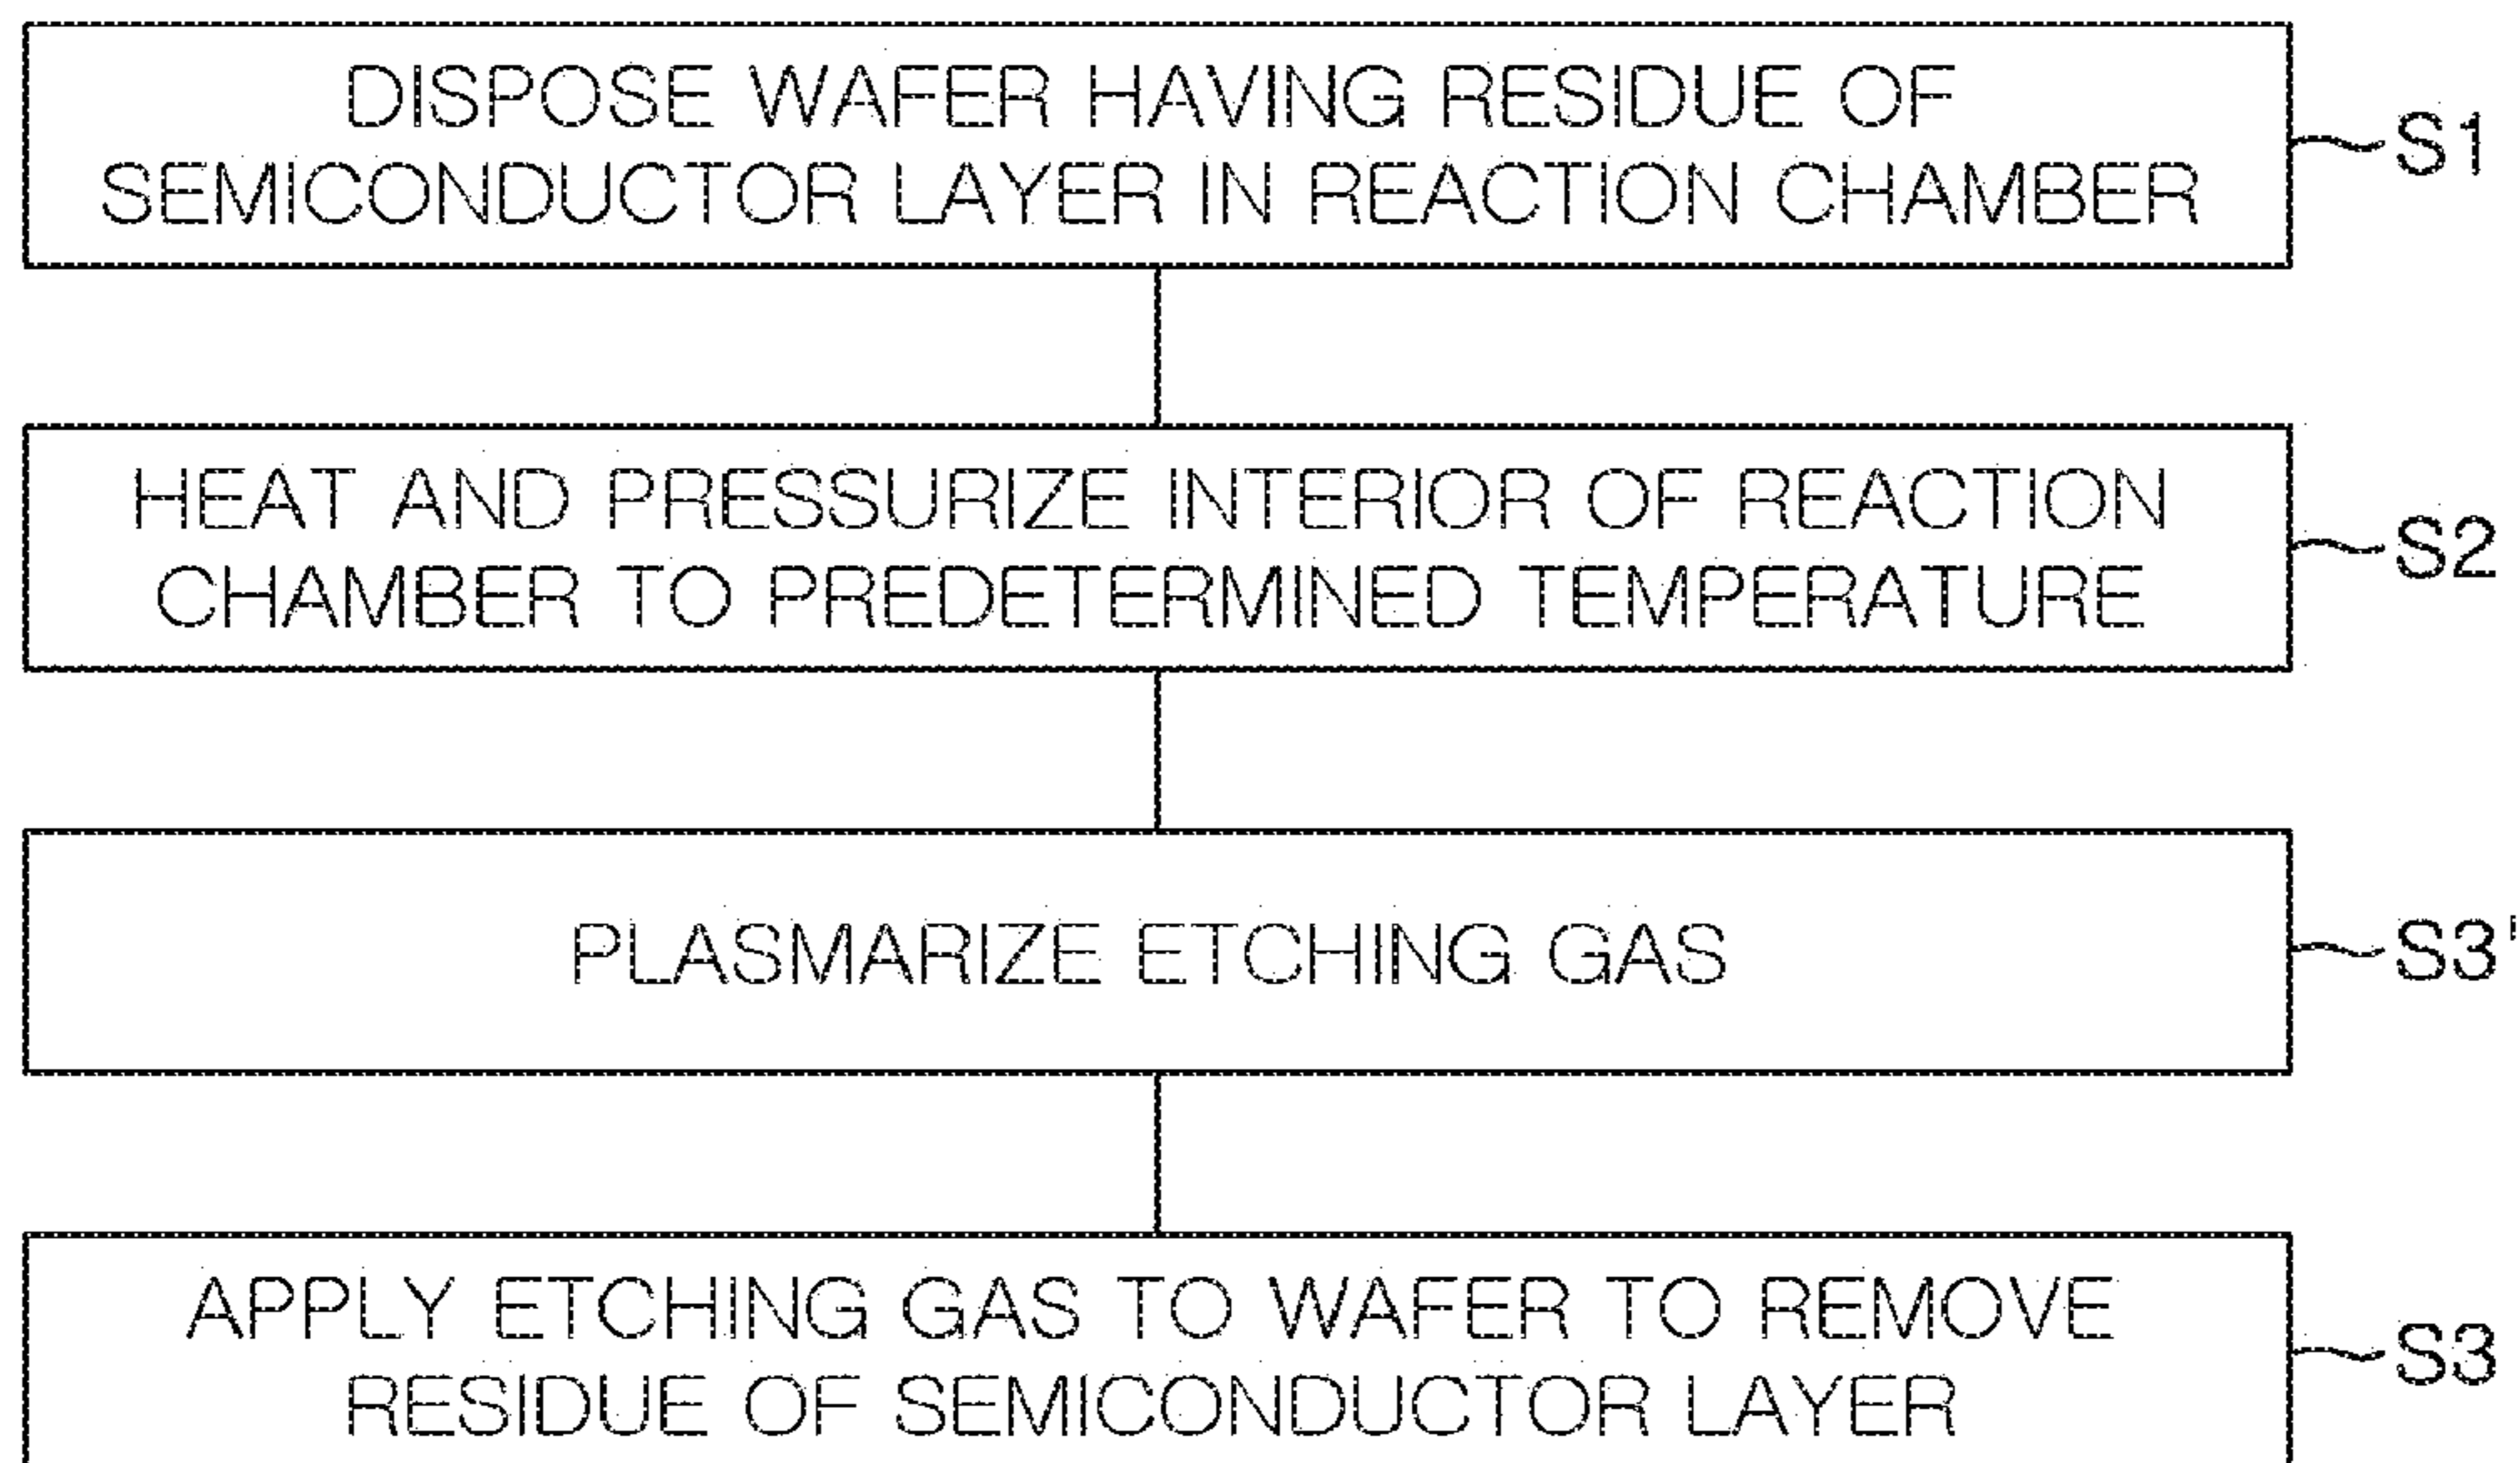 DISPOSE WAFER HAVING RESIDUE OF
SEMICONDUCTOR LAYER IN REACTION CHAMBER
S1
HEAT AND PRESSURIZE INTERIOR OF REACTION
CHAMBER TO PREDETERMINED TEMPERATURE
S2
PLASMARIZE ETCHING GAS
S3'
APPLY ETCHING GAS TO WAFER TO REMOVE
RESIDUE OF SEMICONDUCTOR LAYER
S3